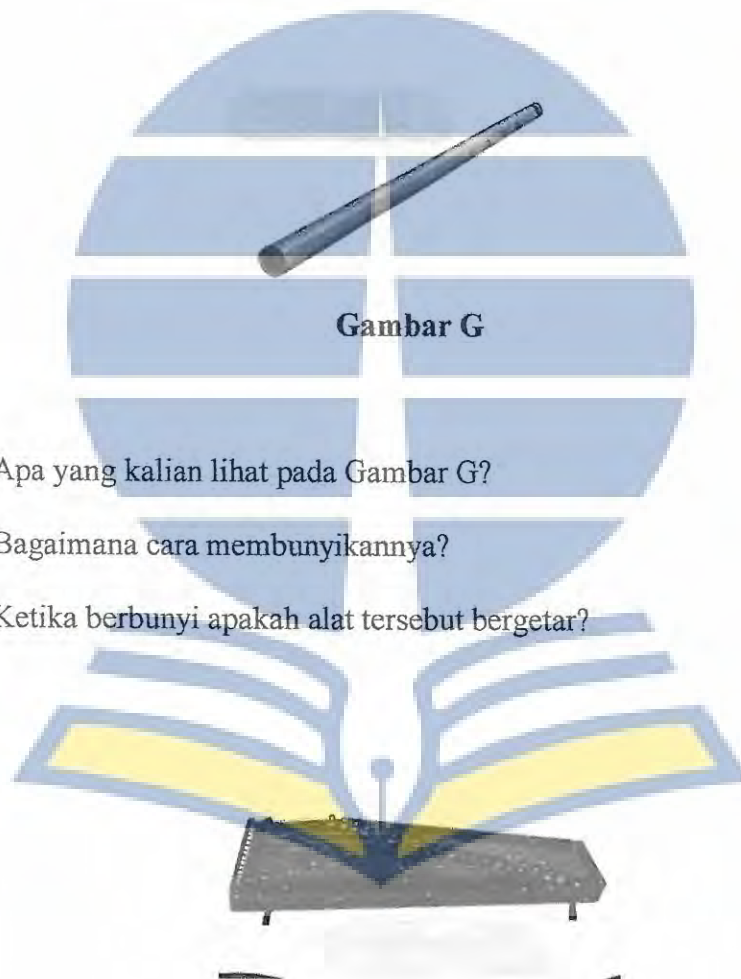 Gambar G
Apa yang kalian lihat pada Gambar G?
Bagaimana cara membunyikannya?
Ketika berbunyi apakah alat tersebut bergetar?